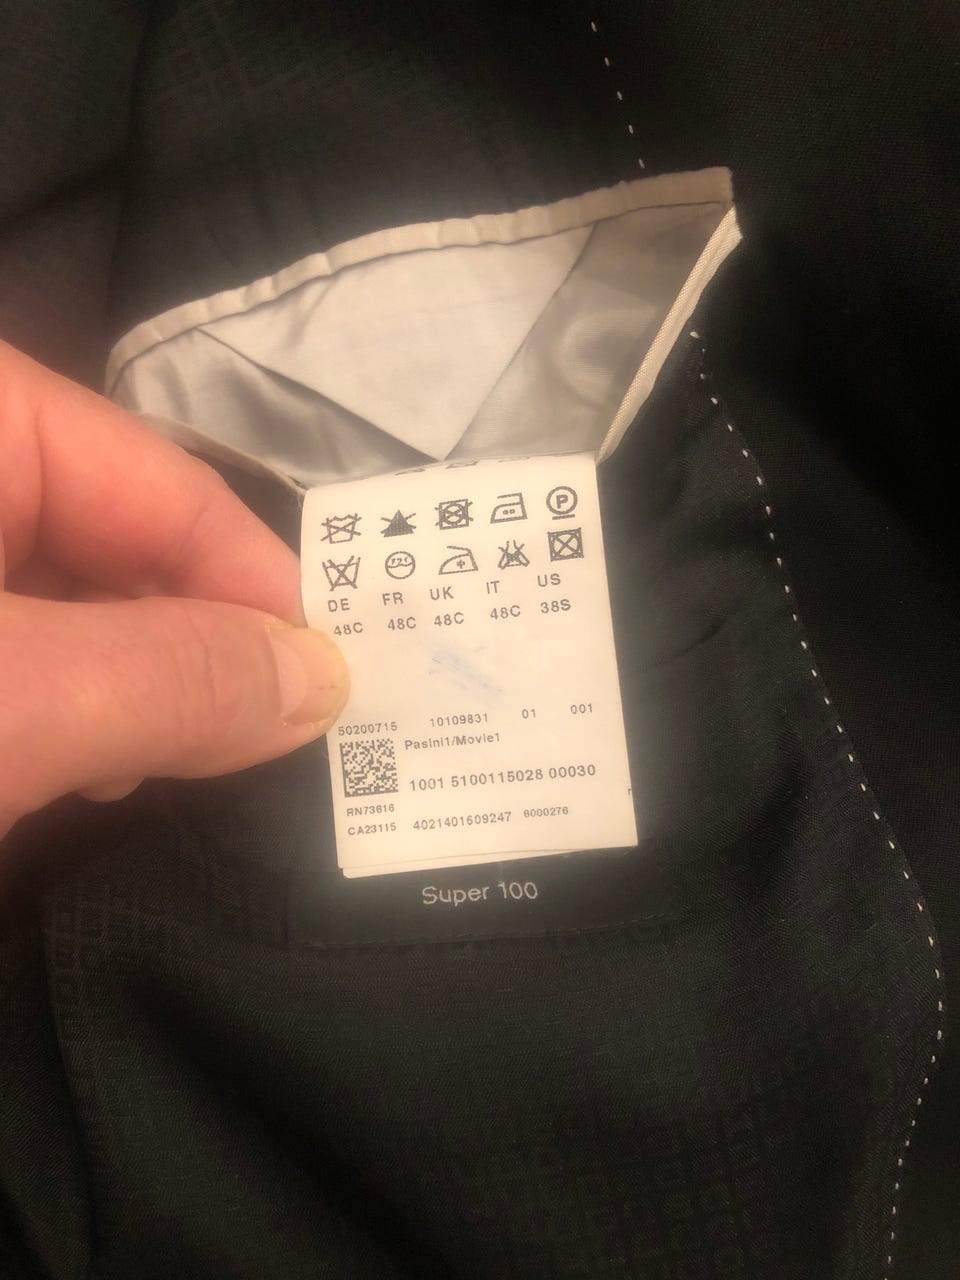 P
DE FR UK IT US
48C 48C 48C 48C 38S
50200715 10109831 01 001
Pasini1/Movie1
1001 5100115028 00030
RN73616
CA23115 4021401609247 6000276
Super 100